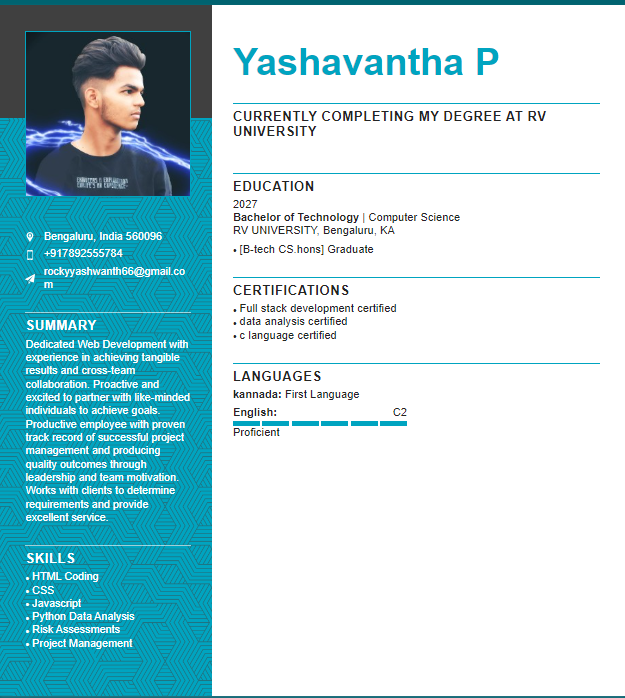 Yashavantha P
Bengaluru, India 560096
+917892555784
rockyyashwanth66@gmail.co
m
SUMMARY
Dedicated Web Development with
experience in achieving tangible
results and cross-team
collaboration. Proactive and
excited to partner with like-minded
individuals to achieve goals.
Productive employee with proven
track record of successful project
management and producing
quality outcomes through
leadership and team motivation.
Works with clients to determine
requirements and provide
excellent service.
SKILLS
• HTML Coding
• CSS
• Javascript
• Python Data Analysis
• Risk Assessments
• Project Management
CURRENTLY COMPLETING MY DEGREE AT RV
UNIVERSITY
EDUCATION
2027
Bachelor of Technology | Computer Science
RV UNIVERSITY, Bengaluru, KA
• [B-tech CS.hons] Graduate
CERTIFICATIONS
• Full stack development certified
• data analysis certified
• c language certified
LANGUAGES
kannada: First Language
English: C2
Proficient